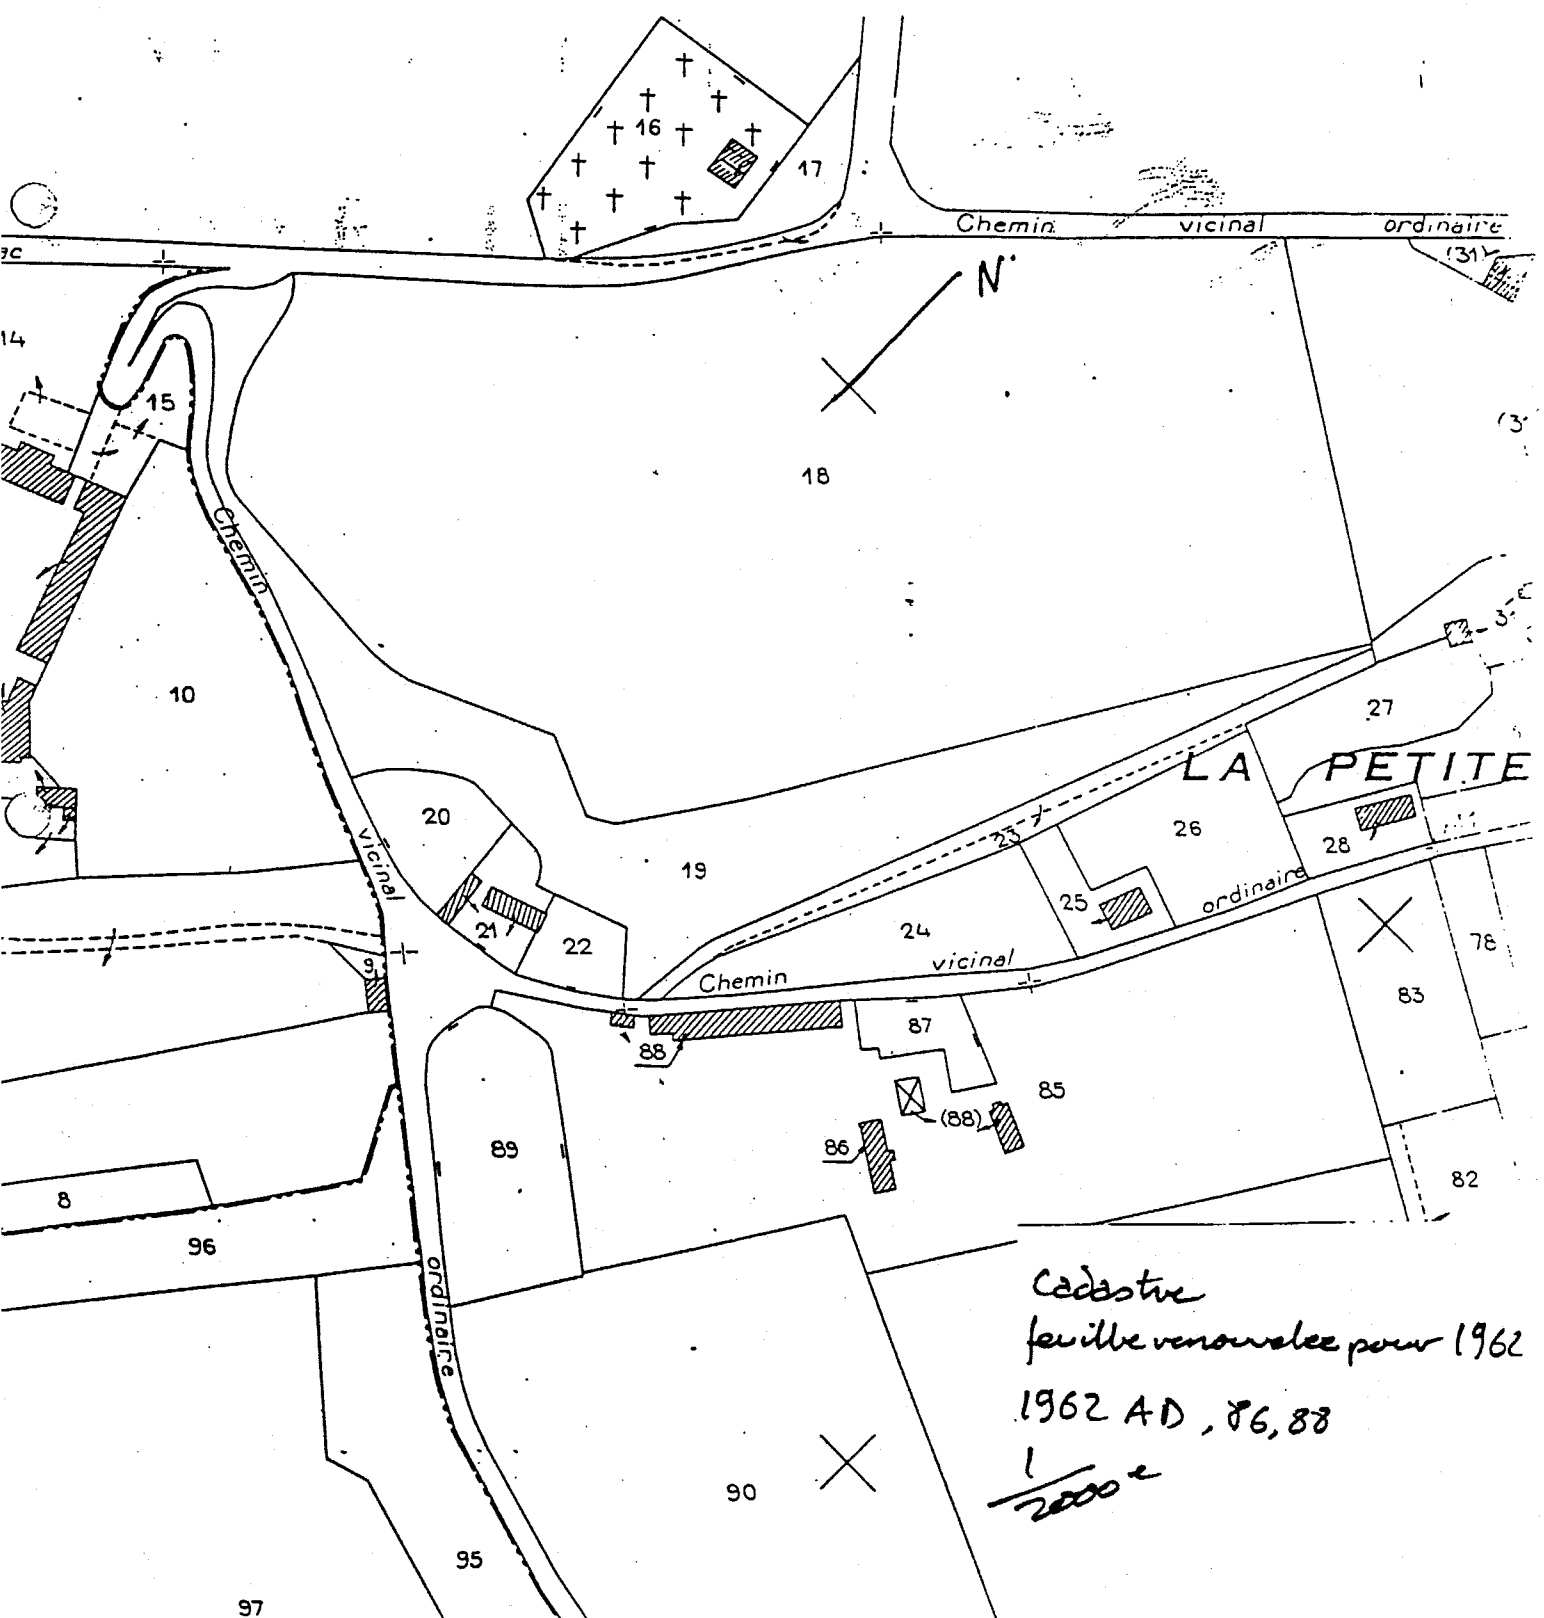 16
17
Chemin vicinal ordinaire
(31)
ac
N
14
15
18
Chemin
10
27
LA PETITE
20
23
26
28
vicinal
19
25
ordinaire
21
22
24
78
9
Chemin vicinal
83
87
88
85
(88)
86
89
8
82
96
ordinaire
Cadastre
feuille renouvelée pour 1962
1962 AD, 86, 88
1
2000e
90
95
97